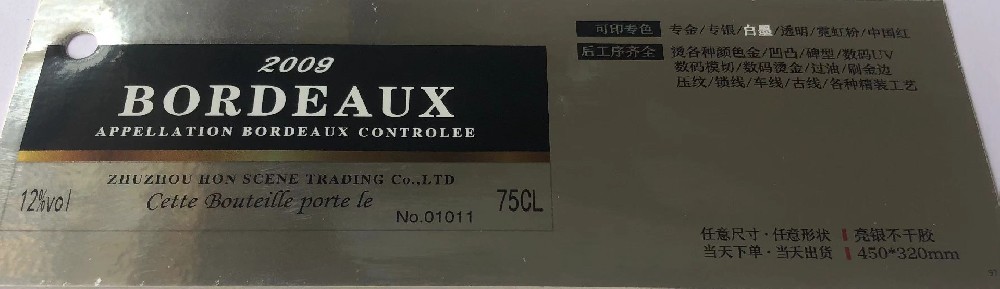 2009
BORDEAUX
APPELLATION BORDEAUX CONTROLEE
ZHUZHOU HON SCENE TRADING Co.,LTD
12%vol
Cette Bouteille porte le
75CL
No.01011
可印专色 专金/专银/白墨/透明/霓虹粉/中国红
后工序齐全 烫各种颜色金/凹凸/碑型/数码UV
数码模切/数码烫金/过油/刷金边
压纹/锁线/车线/古线/各种精装工艺
任意尺寸·任意形状 亮银不干胶
当天下单·当天出货 450*320mm